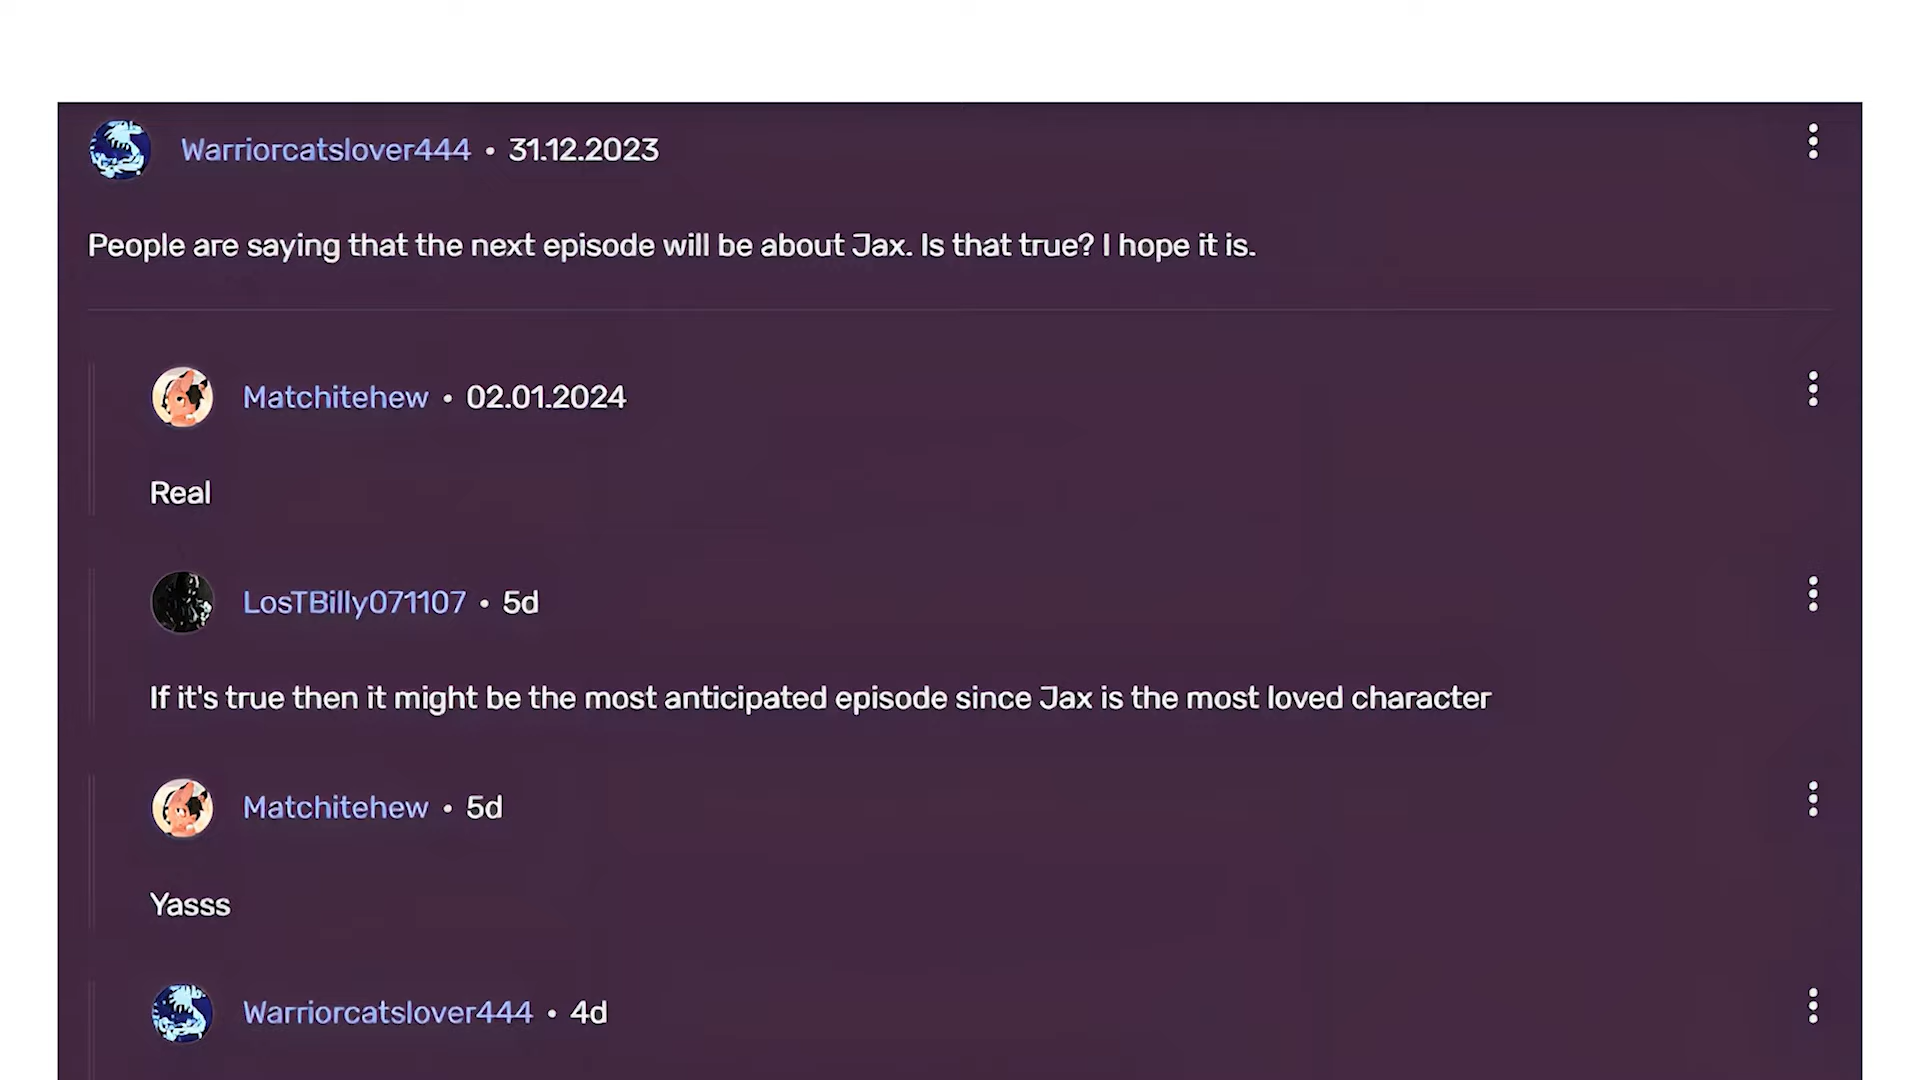 Warriorcatslover444 • 31.12.2023
People are saying that the next episode will be about Jax. Is that true? I hope it is.
Matchitehew • 02.01.2024
Real
LosTBilly071107 • 5d
If it's true then it might be the most anticipated episode since Jax is the most loved character
Matchitehew • 5d
Yasss
Warriorcatslover444 • 4d